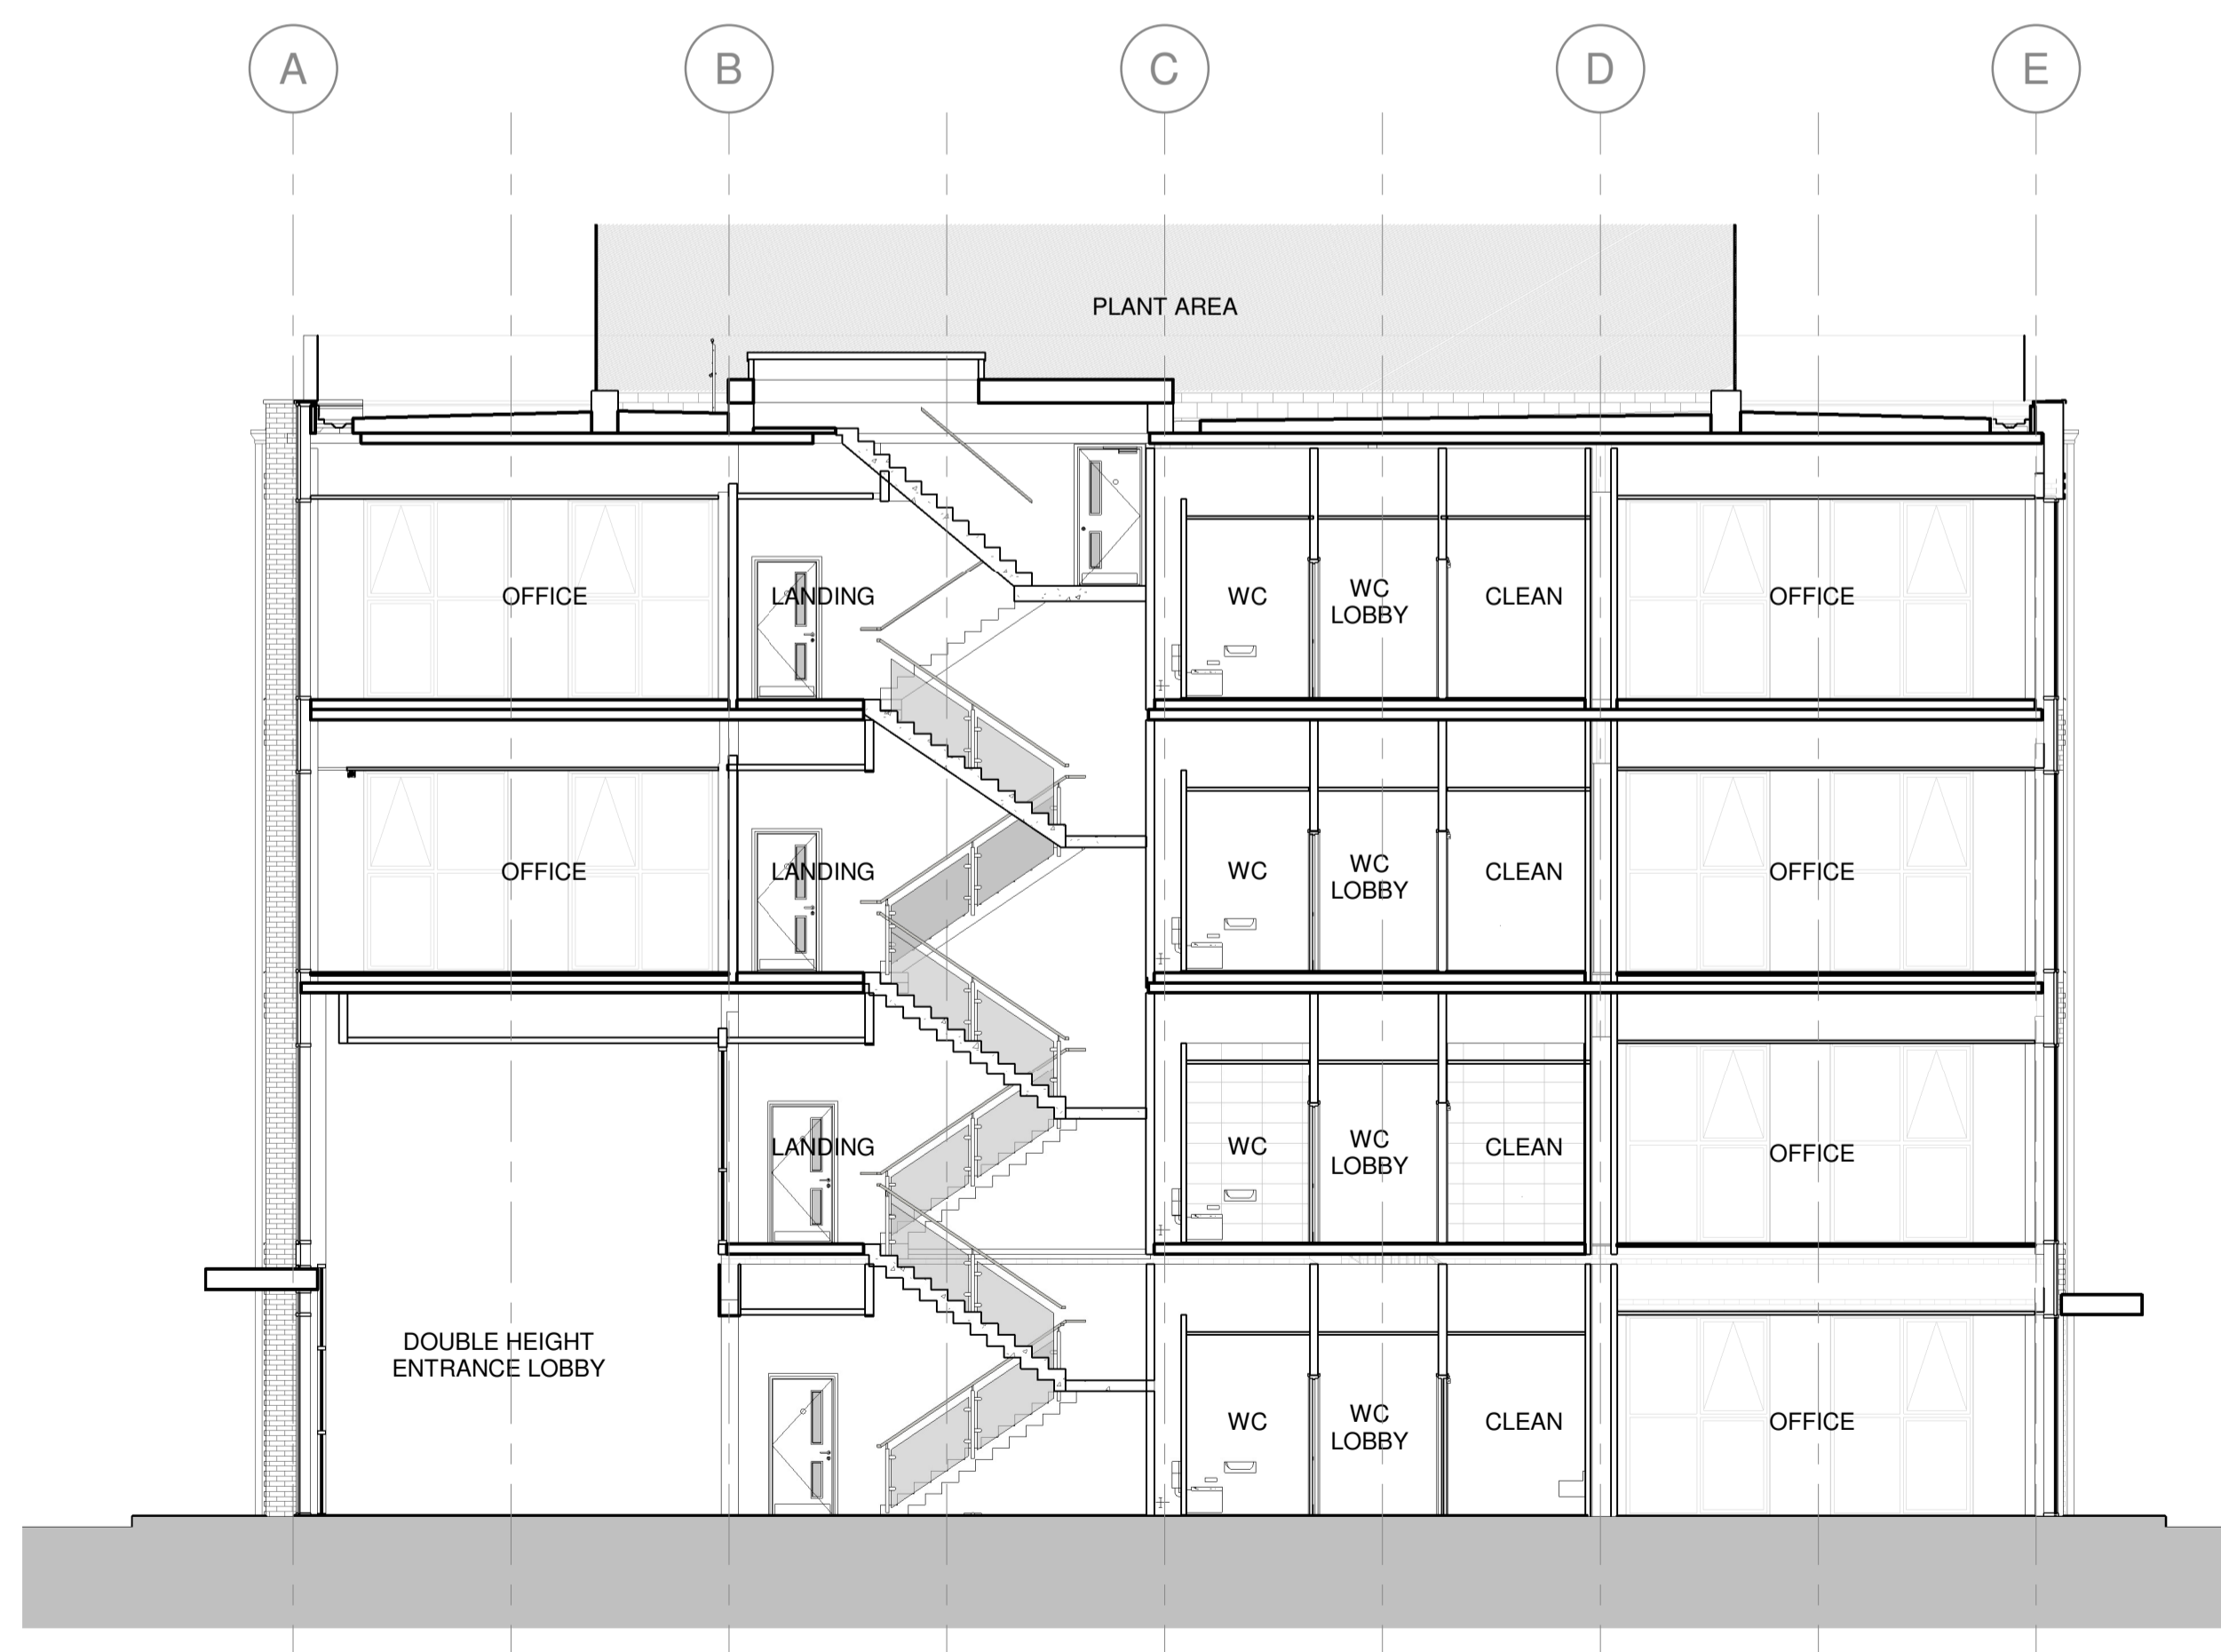 A B C D E
PLANT AREA
OFFICE LANDING WC WC CLEAN OFFICE
LOBBY
OFFICE LANDING WC WC CLEAN OFFICE
LOBBY
LANDING WC WC CLEAN OFFICE
LOBBY
DOUBLE HEIGHT
ENTRANCE LOBBY
WC WC CLEAN OFFICE
LOBBY